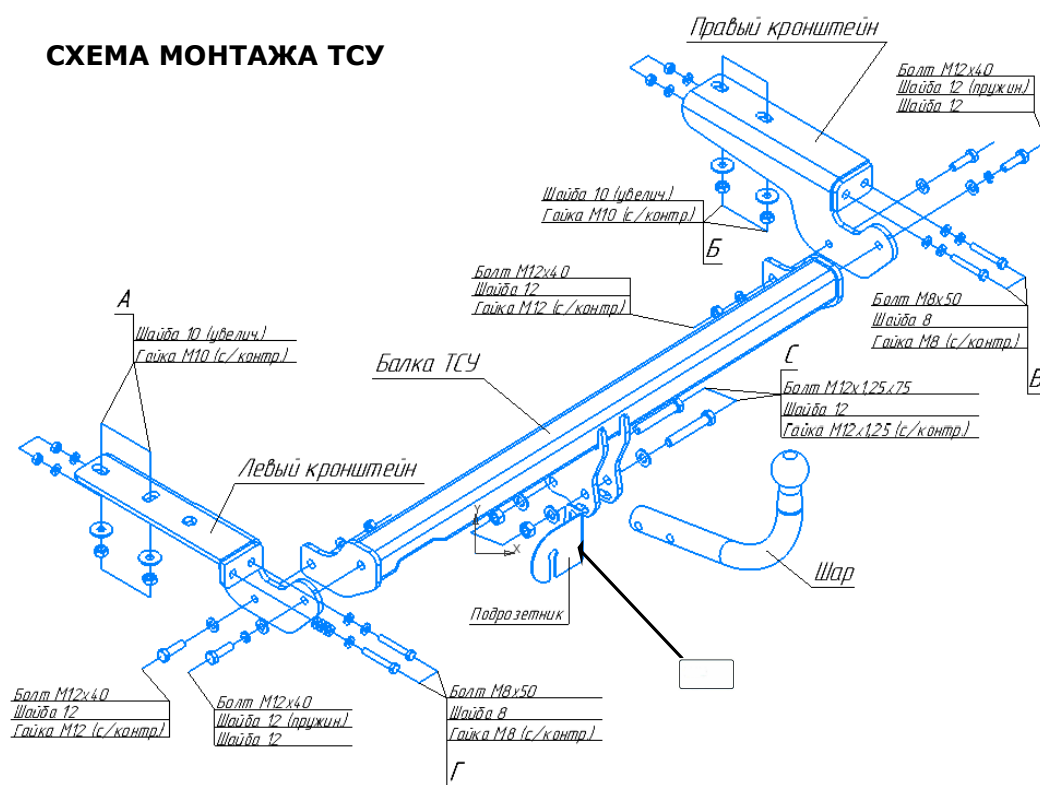 СХЕМА МОНТАЖА ТСУ
Правый кронштейн
Болт М12х40
Шайба 12 (пружин.)
Шайба 12
Шайба 10 (увелич.)
Гайка М10 (с/контр.)
Б
Болт М12х40
Шайба 12
Гайка М12 (с/контр.)
А
Шайба 10 (увелич.)
Гайка М10 (с/контр.)
Болт М8х50
Шайба 8
Гайка М8 (с/контр.)
В
Балка ТСУ
С
Болт М12х1,25х75
Шайба 12
Гайка М12х1,25 (с/контр.)
Левый кронштейн
Y
X
Шар
Подрозетник
Болт М12х40
Шайба 12
Гайка М12 (с/контр.)
Болт М12х40
Шайба 12 (пружин.)
Шайба 12
Болт М8х50
Шайба 8
Гайка М8 (с/контр.)
Г